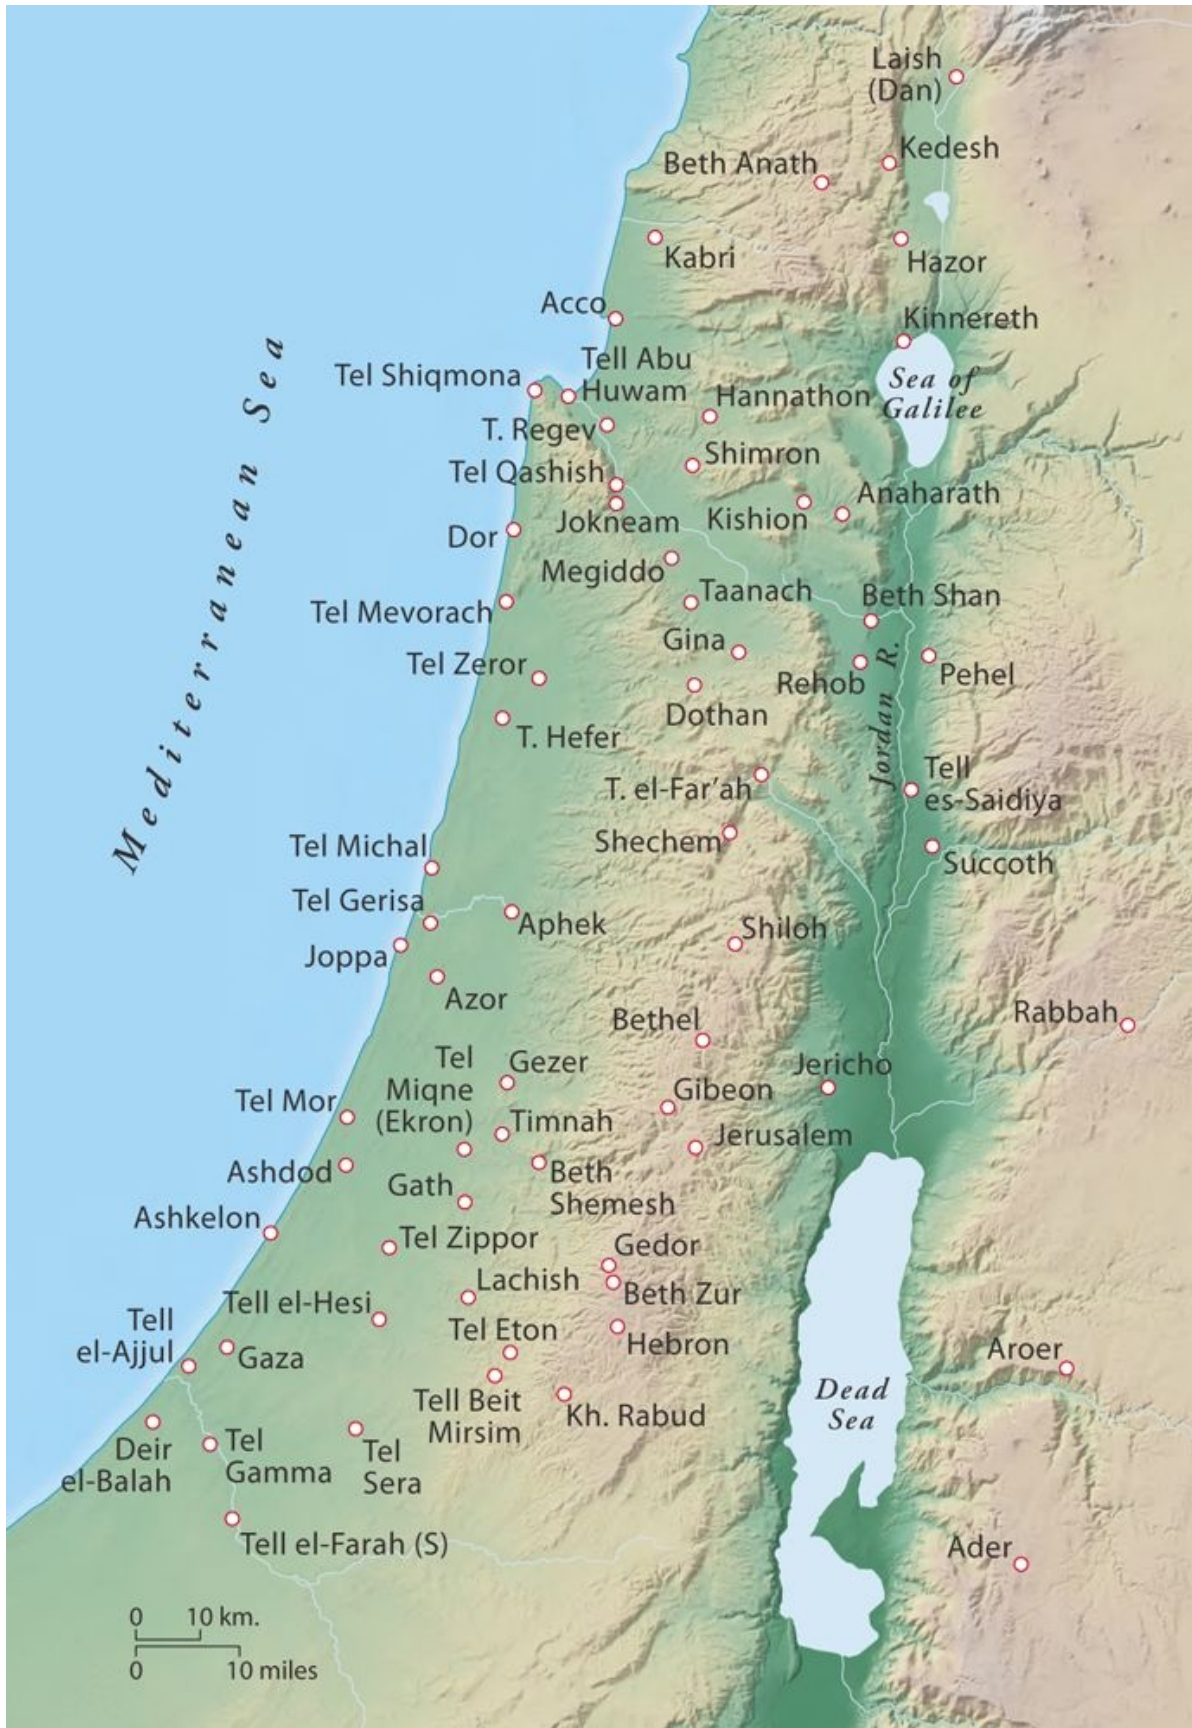 Laish
(Dan)
Kedesh
Beth Anath
Kabri
Hazor
Acco
Kinnereth
Tell Abu
Huwam
Tel Shiqmona
Sea of
Galilee
Hannathon
T. Regev
Shimron
Tel Qashish
Anaharath
Jokneam
Kishion
Dor
Megiddo
Taanach
Beth Shan
Tel Mevorach
Gina
Tel Zeror
Rehob
Jordan R.
Pehel
Dothan
T. Hefer
Mediterranean Sea
T. el-Far’ah
Tell
es-Saidiya
Shechem
Tel Michal
Succoth
Tel Gerisa
Aphek
Shiloh
Joppa
Azor
Bethel
Rabbah
Tel
Miqne
(Ekron)
Gezer
Jericho
Gibeon
Tel Mor
Timnah
Jerusalem
Ashdod
Beth
Shemesh
Gath
Ashkelon
Tel Zippor
Gedor
Lachish
Beth Zur
Tell el-Hesi
Tell
el-Ajjul
Tel Eton
Hebron
Gaza
Aroer
Dead
Sea
Tell Beit
Mirsim
Kh. Rabud
Deir
el-Balah
Tel
Gamma
Tel
Sera
Tell el-Farah (S)
Ader
0 10 km.
0 10 miles